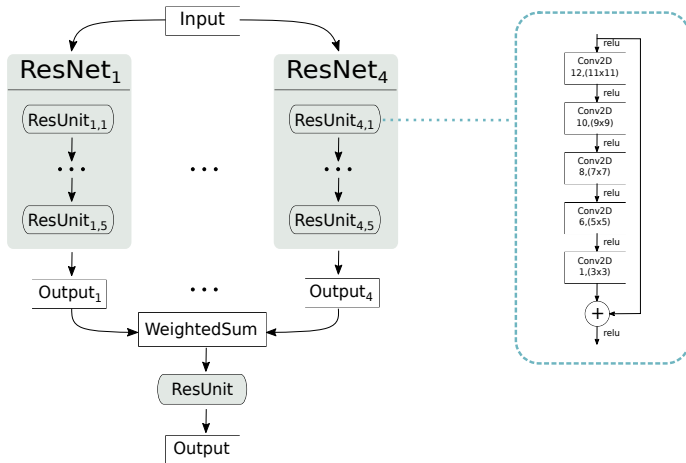 Input
ResNet1
ResNet4
ResUnit1,1
ResUnit4,1
...
...
...
ResUnit1,5
ResUnit4,5
Output1
...
Output4
WeightedSum
ResUnit
Output
relu
Conv2D
12,(11x11)
relu
Conv2D
10,(9x9)
relu
Conv2D
8,(7x7)
relu
Conv2D
6,(5x5)
relu
Conv2D
1,(3x3)
+
relu